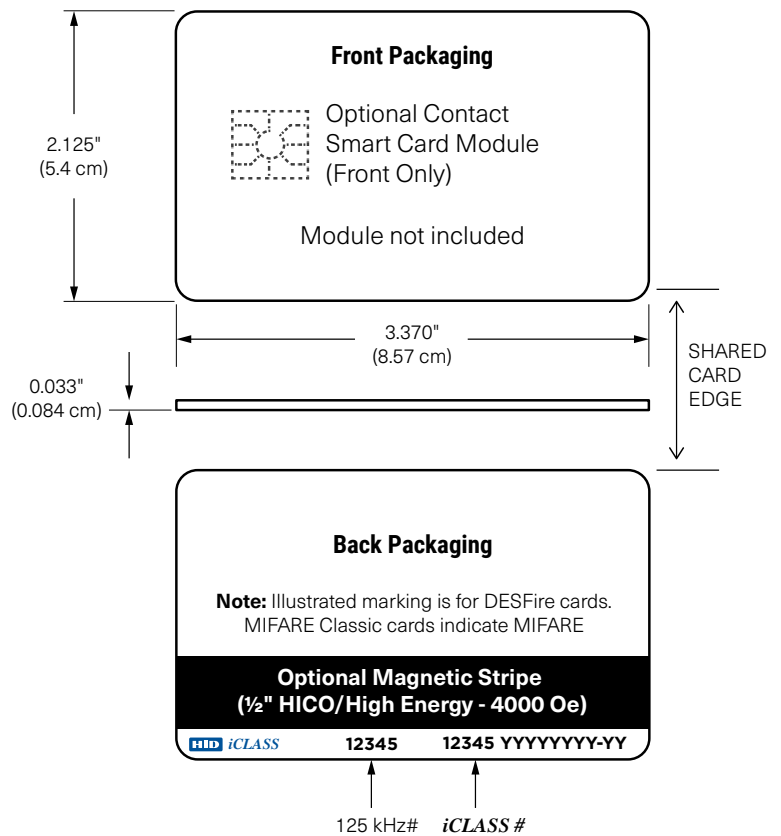 Front Packaging
Optional Contact
Smart Card Module
(Front Only)
Module not included
2.125"
(5.4 cm)
3.370"
(8.57 cm)
SHARED
CARD
EDGE
0.033"
(0.084 cm)
Back Packaging
Note: Illustrated marking is for DESFire cards.
MIFARE Classic cards indicate MIFARE
Optional Magnetic Stripe
(½" HICO/High Energy - 4000 Oe)
HID iCLASS 12345 12345 YYYYYYYY-YY
125 kHz# iCLASS #